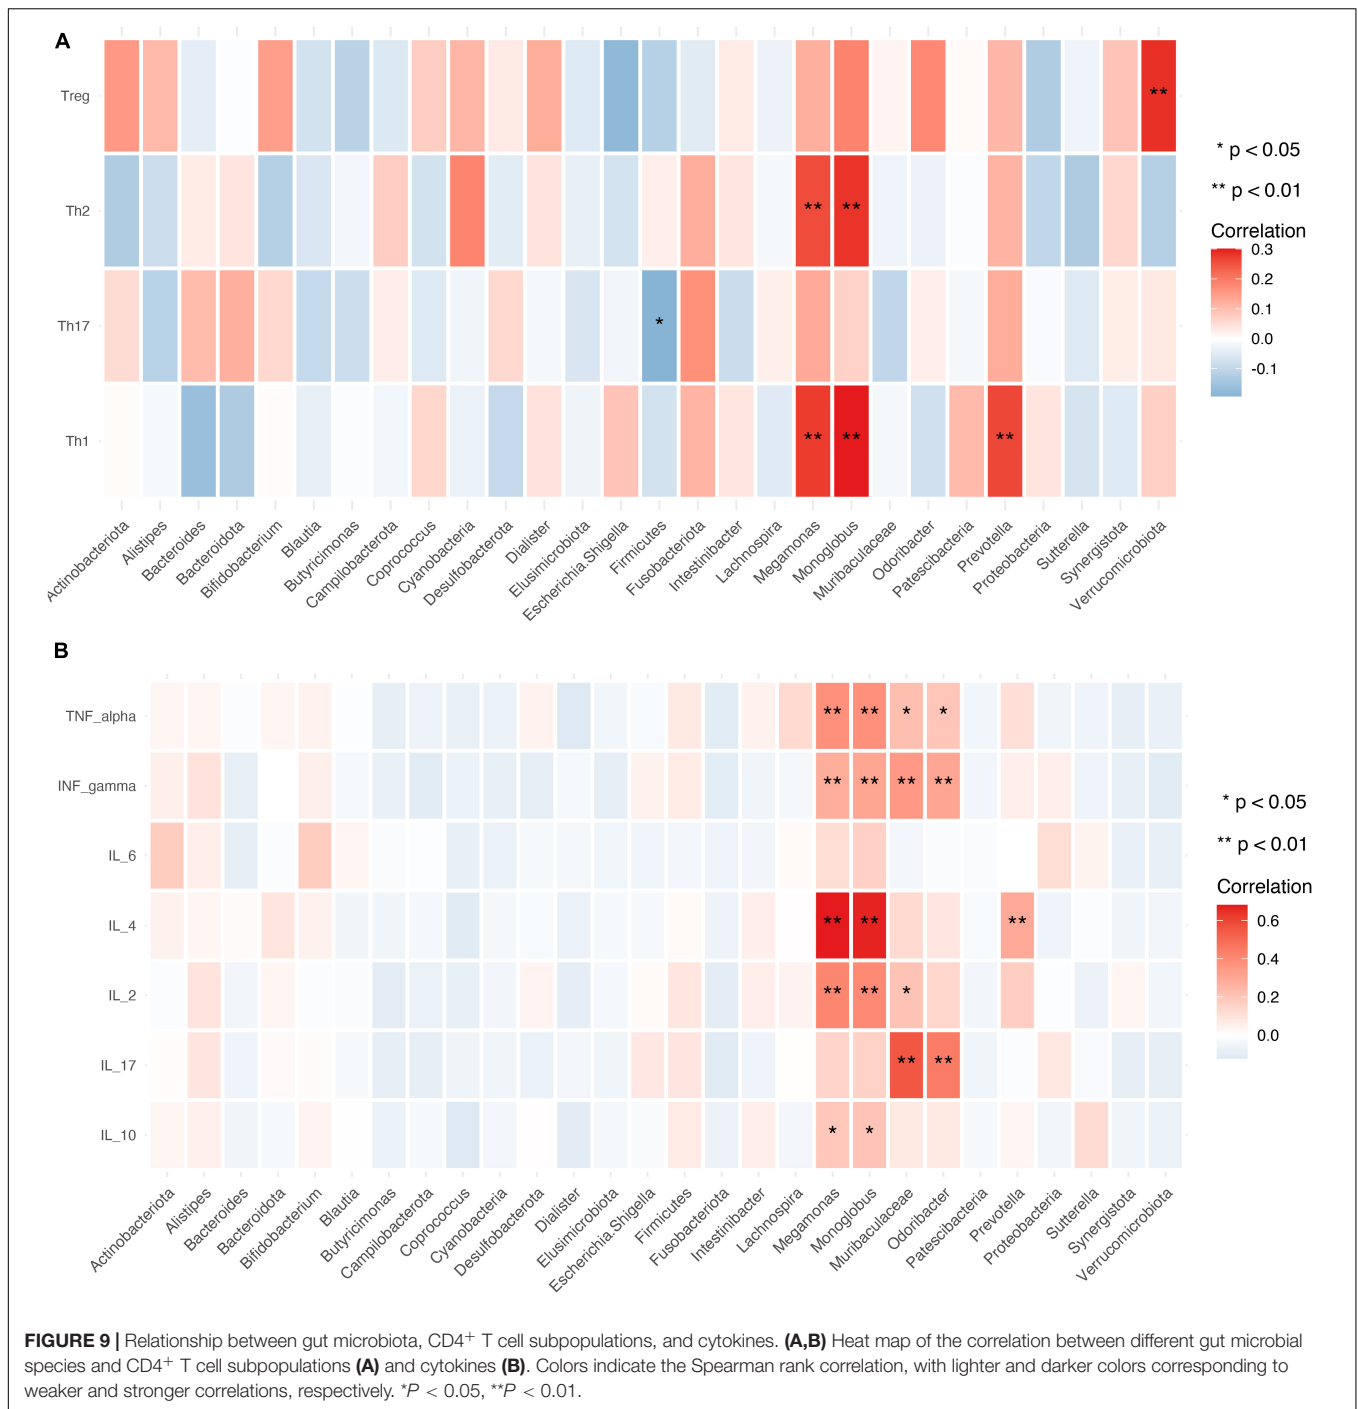 A
Treg
Th2
Th17
Th1
**
** **
*
** ** **
* p < 0.05
** p < 0.01
Correlation
0.3
0.2
0.1
0.0
-0.1
Actinobacteriota
Alistipes
Bacteroides
Bacteroidota
Bifidobacterium
Blautia
Butyricimonas
Campilobacterota
Coprococcus
Cyanobacteria
Desulfobacterota
Dialister
Elusimicrobiota
Escherichia.Shigella
Firmicutes
Fusobacteriota
Intestinibacter
Lachnospira
Megamonas
Monoglobus
Muribaculaceae
Odoribacter
Patescibacteria
Prevotella
Proteobacteria
Sutterella
Synergistota
Verrucomicrobiota
B
TNF_alpha
INF_gamma
IL_6
IL_4
IL_2
IL_17
IL_10
** ** * *
** ** ** **
** ** **
** ** *
** **
* *
* p < 0.05
** p < 0.01
Correlation
0.6
0.4
0.2
0.0
Actinobacteriota
Alistipes
Bacteroides
Bacteroidota
Bifidobacterium
Blautia
Butyricimonas
Campilobacterota
Coprococcus
Cyanobacteria
Desulfobacterota
Dialister
Elusimicrobiota
Escherichia.Shigella
Firmicutes
Fusobacteriota
Intestinibacter
Lachnospira
Megamonas
Monoglobus
Muribaculaceae
Odoribacter
Patescibacteria
Prevotella
Proteobacteria
Sutterella
Synergistota
Verrucomicrobiota
FIGURE 9 | Relationship between gut microbiota, CD4⁺ T cell subpopulations, and cytokines. (A,B) Heat map of the correlation between different gut microbial
species and CD4⁺ T cell subpopulations (A) and cytokines (B). Colors indicate the Spearman rank correlation, with lighter and darker colors corresponding to
weaker and stronger correlations, respectively. *P < 0.05, **P < 0.01.